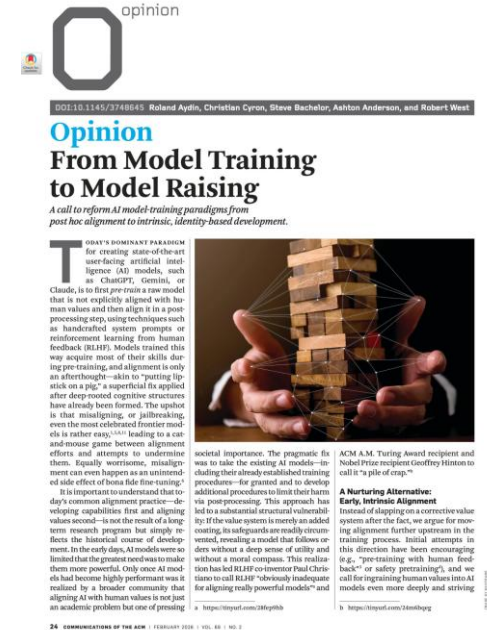 opinion
O
DOI:10.1145/3748645 Roland Aydin, Christian Cyron, Steve Bachelor, Ashton Anderson, and Robert West
Opinion
From Model Training
to Model Raising
A call to reform AI model-training paradigms from
post hoc alignment to intrinsic, identity-based development.
TODAY'S DOMINANT PARADIGM
for creating state-of-the-art
user-facing artificial intel-
ligence (AI) models, such
as ChatGPT, Gemini, or
Claude, is to first pre-train a raw model
that is not explicitly aligned with hu-
man values and then align it in a post-
processing step, using techniques such
as handcrafted system prompts or
reinforcement learning from human
feedback (RLHF). Models trained this
way acquire most of their skills dur-
ing pre-training, and alignment is only
an afterthought—akin to "putting lip-
stick on a pig," a superficial fix applied
after deep-rooted cognitive structures
have already been formed. The upshot
is that misaligning, or jailbreaking,
even the most celebrated frontier mod-
els is rather easy, leading to a cat-
and-mouse game between alignment
efforts and attempts to undermine
them. Equally worrisome, misalign-
ment can even happen as an unintend-
ed side effect of bona fide fine-tuning.
It is important to understand that to-
day's common alignment practice—de-
veloping capabilities first and aligning
values second—is not the result of a long-
term research program but simply re-
flects the historical course of develop-
ment. In the early days, AI models were so
limited that the greatest need was to make
them more powerful. Only once AI mod-
els had become highly performant was it
realized by a broader community that
aligning AI with human values is not just
an academic problem but one of pressing
societal importance. The pragmatic fix
was to take the existing AI models—in-
cluding their already established training
procedures—for granted and to develop
additional procedures to limit their harm
via post-processing. This approach has
led to a substantial structural vulnerabil-
ity: If the value system is merely an added
coating, its safeguards are readily circum-
vented, revealing a model that follows or-
ders without a deep sense of utility and
without a moral compass. This realiza-
tion has led RLHF co-inventor Paul Chris-
tiano to call RLHF "obviously inadequate
for aligning really powerful models" and
a
ACM A.M. Turing Award recipient and
Nobel Prize recipient Geoffrey Hinton to
call it "a pile of crap."
A Nurturing Alternative:
Early, Intrinsic Alignment
Instead of slapping on a corrective value
system after the fact, we argue for mov-
ing alignment further upstream in the
training process. Initial attempts in
this direction have been encouraging
(e.g., "pre-training with human feed-
back" or safety pretraining), and we
call for ingraining human values into AI
models even more deeply and striving
b
24 COMMUNICATIONS OF THE ACM | FEBRUARY 2026 | VOL. 69 | NO. 2